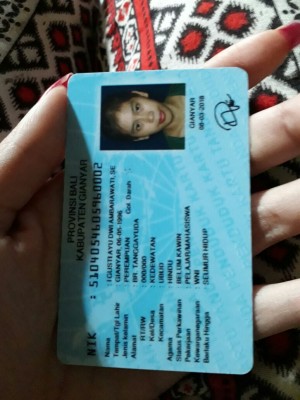 PROVINSI BALI
KABUPATEN GIANYAR
NIK : 5104054605960002
Nama : I GUSTI AYU DWI AMBARAWATI, SE
Tempat/Tgl Lahir : GIANYAR, 06-05-1996
Jenis kelamin : PEREMPUAN Gol. Darah :
Alamat : BR. TANGGAYUDA
RT/RW : 000/000
Kel/Desa : KEDEWATAN
Kecamatan : UBUD
Agama : HINDU
Status Perkawinan : BELUM KAWIN
Pekerjaan : PELAJAR/MAHASISWA
Kewarganegaraan : WNI
Berlaku Hingga : SEUMUR HIDUP
GIANYAR
08-03-2018